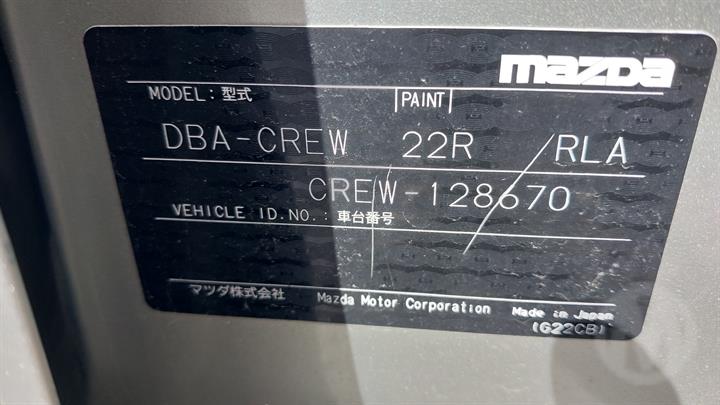 mazda
MODEL : 型式 PAINT
DBA-CREW 22R / RLA
CREW-128670
VEHICLE ID.NO. : 車台番号
マツダ株式会社 Mazda Motor Corporation Made in Japan
(G22CB)